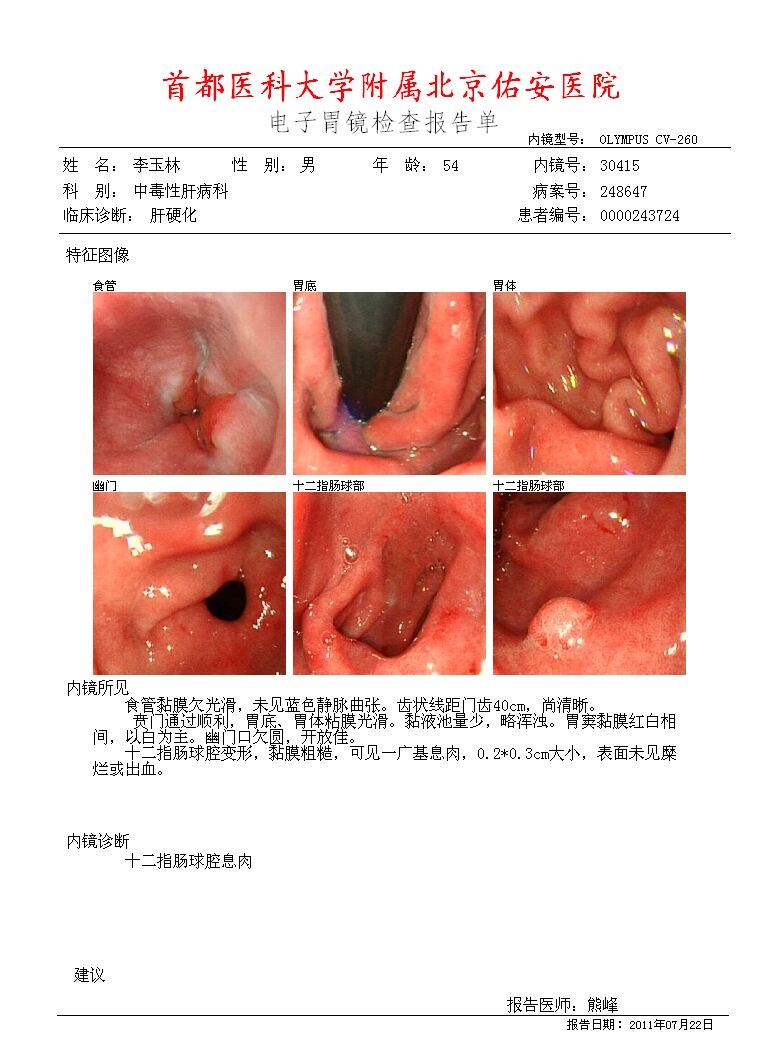 首都医科大学附属北京佑安医院
电子胃镜检查报告单
内镜型号： OLYMPUS CV-260
姓 名： 李玉林 性 别： 男 年 龄： 54 内镜号： 30415
科 别： 中毒性肝病科 病案号： 248647
临床诊断： 肝硬化 患者编号： 0000243724
特征图像
食管 胃底 胃体
幽门 十二指肠球部 十二指肠球部
内镜所见
食管黏膜欠光滑，未见蓝色静脉曲张。齿状线距门齿40cm，尚清晰。
贲门通过顺利，胃底、胃体粘膜光滑。黏液池量少，略浑浊。胃窦黏膜红白相
间，以白为主。幽门口欠圆，开放佳。
十二指肠球腔变形，黏膜粗糙，可见一广基息肉，0.2*0.3cm大小，表面未见糜
烂或出血。
内镜诊断
十二指肠球腔息肉
建议
报告医师： 熊峰
报告日期： 2011年07月22日